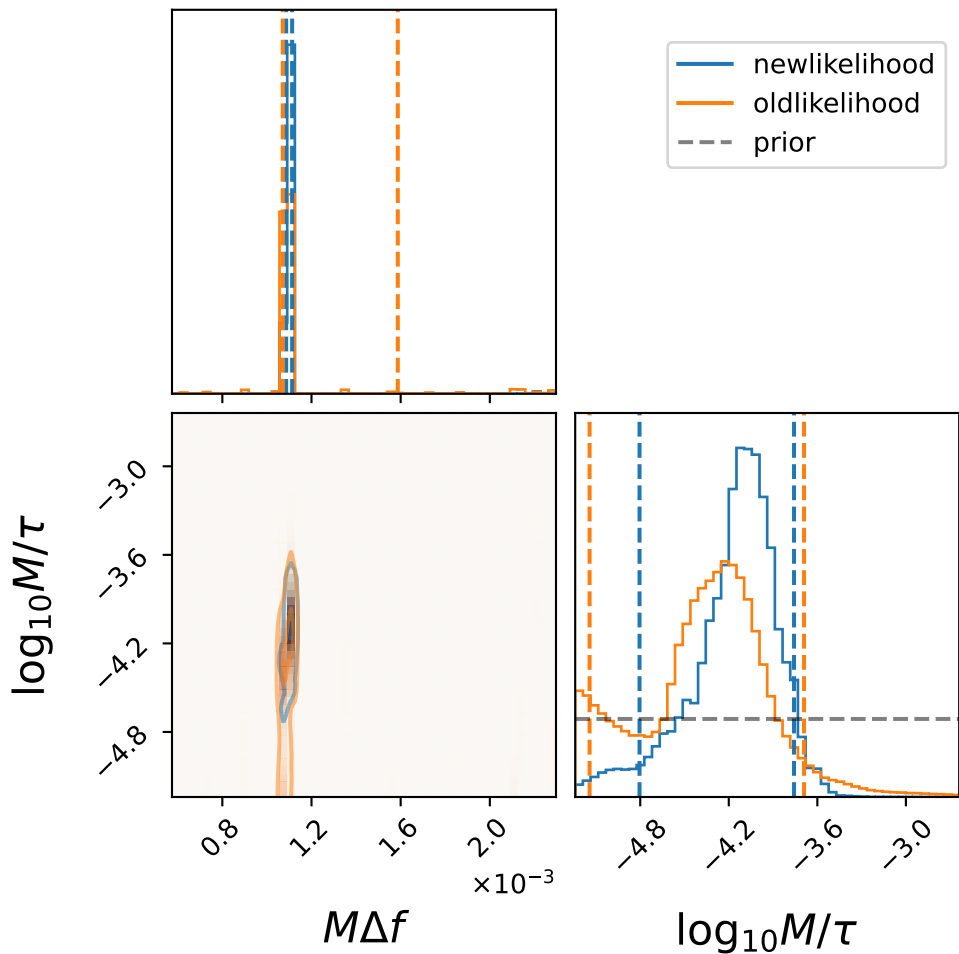 newlikelihood
oldlikelihood
prior
log₁₀M/τ
−3.0
−3.6
−4.2
−4.8
0.8
1.2
1.6
2.0
×10⁻³
MΔf
−4.8
−4.2
−3.6
−3.0
log₁₀M/τ